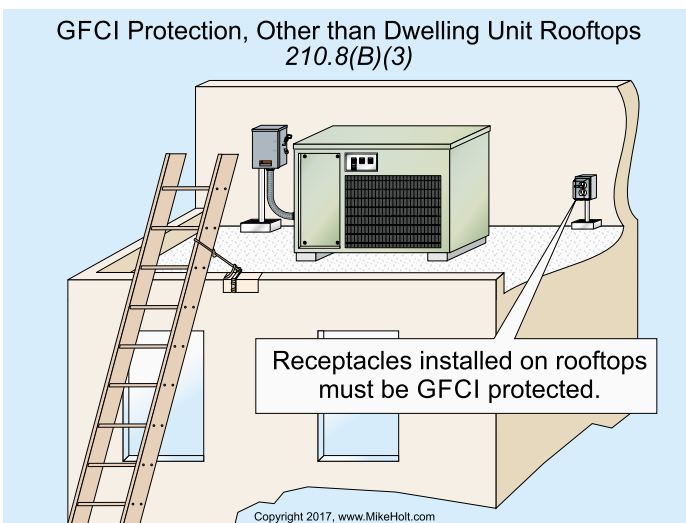 GFCI Protection, Other than Dwelling Unit Rooftops
210.8(B)(3)
Receptacles installed on rooftops
must be GFCI protected.
Copyright 2017, www.MikeHolt.com